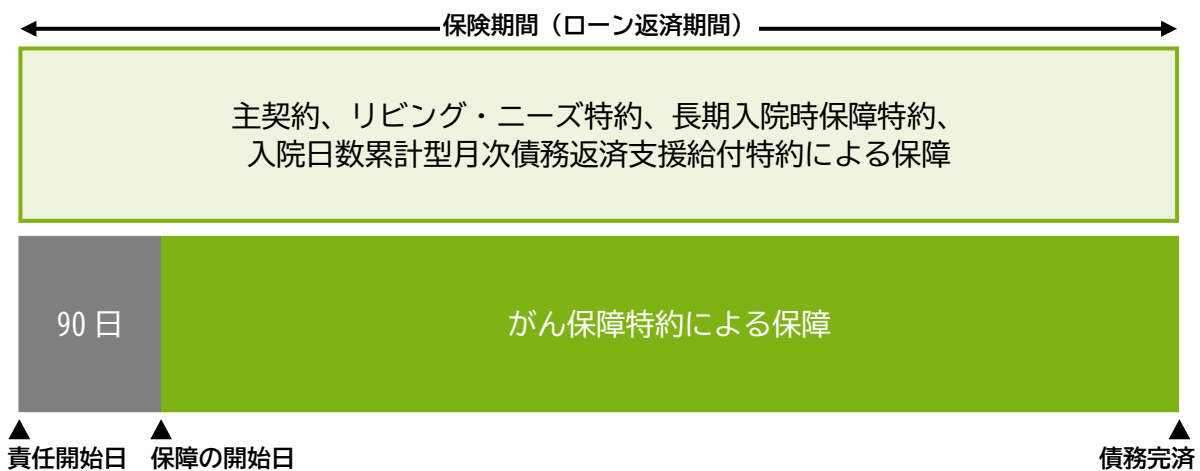 保険期間（ローン返済期間）
主契約、リビング・ニーズ特約、長期入院時保障特約、
入院日数累計型月次債務返済支援給付特約による保障
90 日
がん保障特約による保障
責任開始日
保障の開始日
債務完済